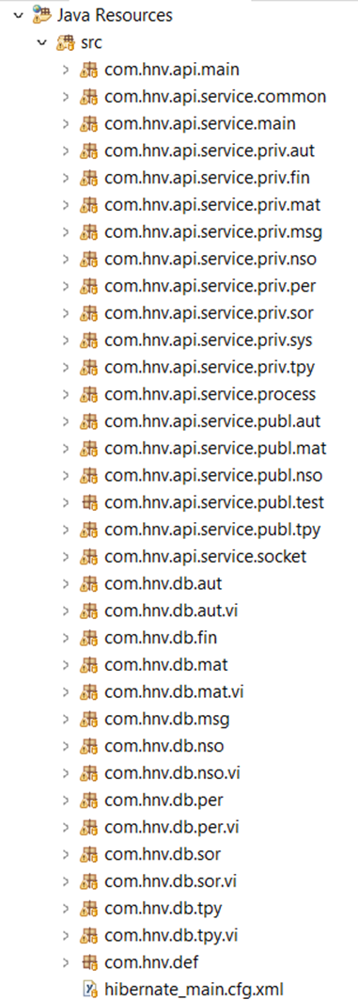 Java Resources
src
com.hnv.api.main
com.hnv.api.service.common
com.hnv.api.service.main
com.hnv.api.service.priv.aut
com.hnv.api.service.priv.fin
com.hnv.api.service.priv.mat
com.hnv.api.service.priv.msg
com.hnv.api.service.priv.nso
com.hnv.api.service.priv.per
com.hnv.api.service.priv.sor
com.hnv.api.service.priv.sys
com.hnv.api.service.priv.tpy
com.hnv.api.service.process
com.hnv.api.service.publ.aut
com.hnv.api.service.publ.mat
com.hnv.api.service.publ.nso
com.hnv.api.service.publ.test
com.hnv.api.service.publ.tpy
com.hnv.api.service.socket
com.hnv.db.aut
com.hnv.db.aut.vi
com.hnv.db.fin
com.hnv.db.mat
com.hnv.db.mat.vi
com.hnv.db.msg
com.hnv.db.nso
com.hnv.db.nso.vi
com.hnv.db.per
com.hnv.db.per.vi
com.hnv.db.sor
com.hnv.db.sor.vi
com.hnv.db.tpy
com.hnv.db.tpy.vi
com.hnv.def
hibernate_main.cfg.xml